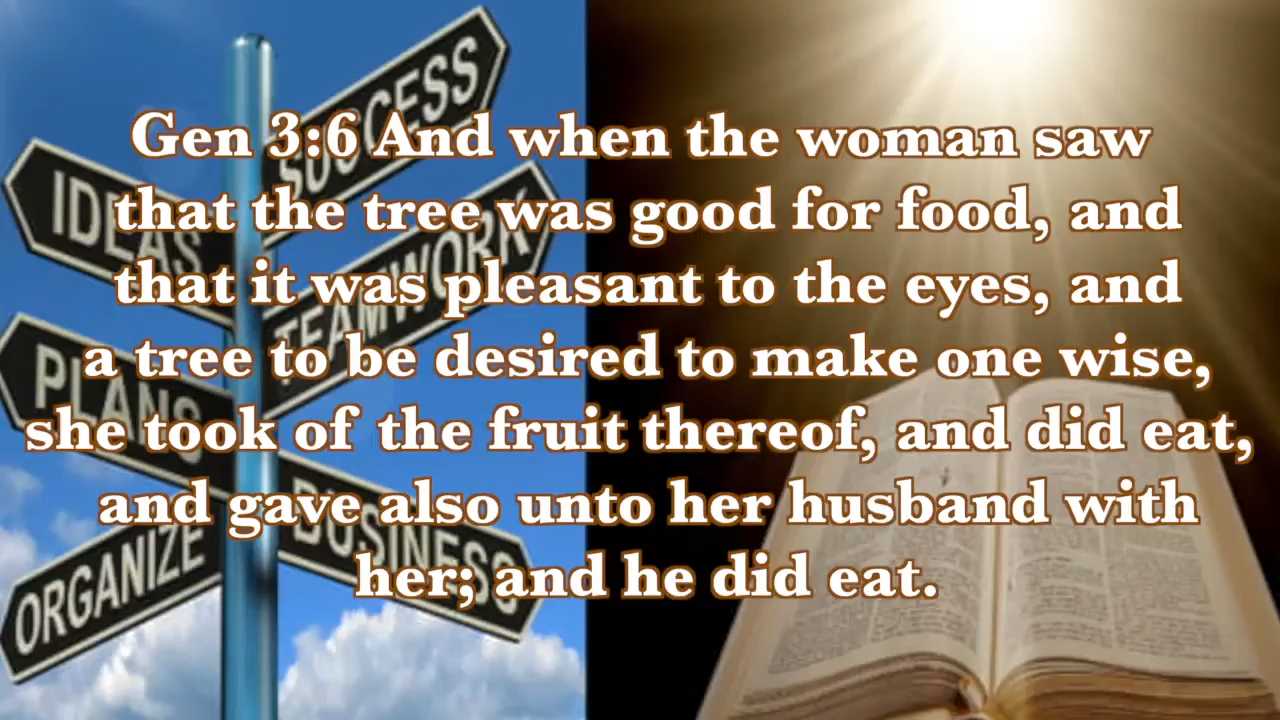 Gen 3:6 And when the woman saw
that the tree was good for food, and
that it was pleasant to the eyes, and
a tree to be desired to make one wise,
she took of the fruit thereof, and did eat,
and gave also unto her husband with
her; and he did eat.
SUCCESS
IDEAS
TEAMWORK
PLANS
BUSINESS
ORGANIZE